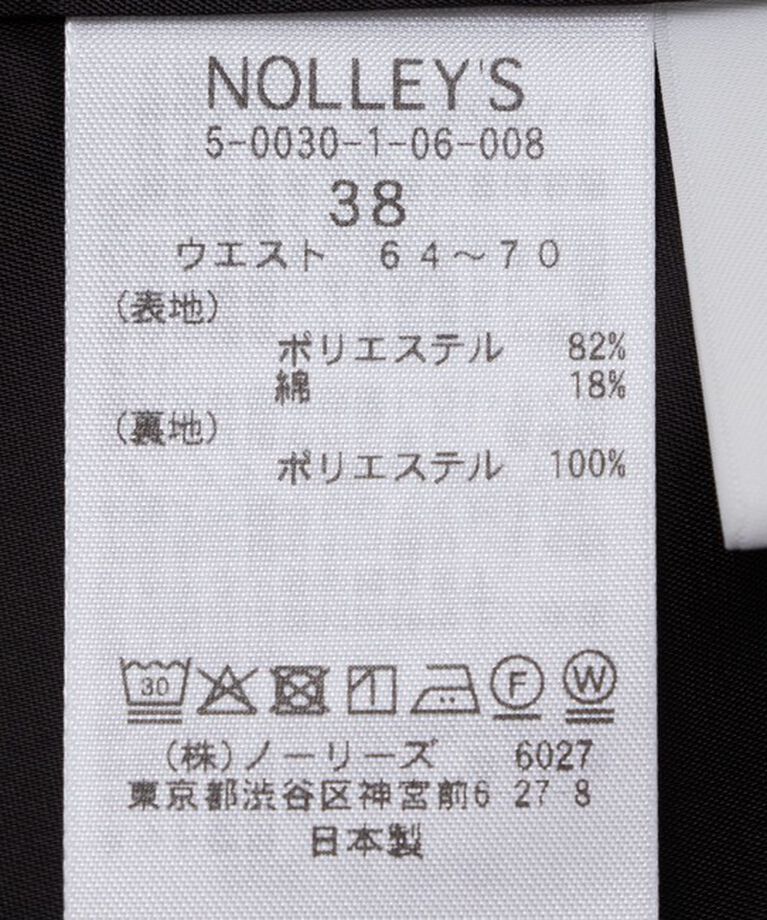 NOLLEY'S
5-0030-1-06-008
38
ウエスト 64〜70
(表地)
ポリエステル 82%
綿 18%
(裏地)
ポリエステル 100%
30 F W
(株)ノーリーズ 6027
東京都渋谷区神宮前6 27 8
日本製